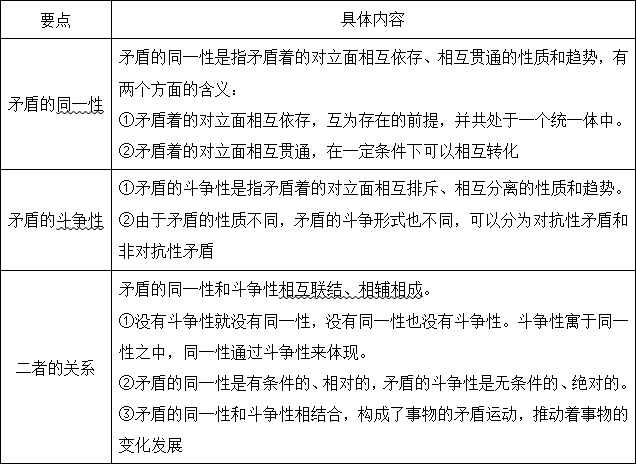 要点
具体内容
矛盾的同一性
矛盾的同一性是指矛盾着的对立面相互依存、相互贯通的性质和趋势，有
两个方面的含义：
①矛盾着的对立面相互依存，互为存在的前提，并共处于一个统一体中。
②矛盾着的对立面相互贯通，在一定条件下可以相互转化
矛盾的斗争性
①矛盾的斗争性是指矛盾着的对立面相互排斥、相互分离的性质和趋势。
②由于矛盾的性质不同，矛盾的斗争形式也不同，可以分为对抗性矛盾和
非对抗性矛盾
二者的关系
矛盾的同一性和斗争性相互联结、相辅相成。
①没有斗争性就没有同一性，没有同一性也没有斗争性。斗争性寓于同一
性之中，同一性通过斗争性来体现。
②矛盾的同一性是有条件的、相对的，矛盾的斗争性是无条件的、绝对的。
③矛盾的同一性和斗争性相结合，构成了事物的矛盾运动，推动着事物的
变化发展